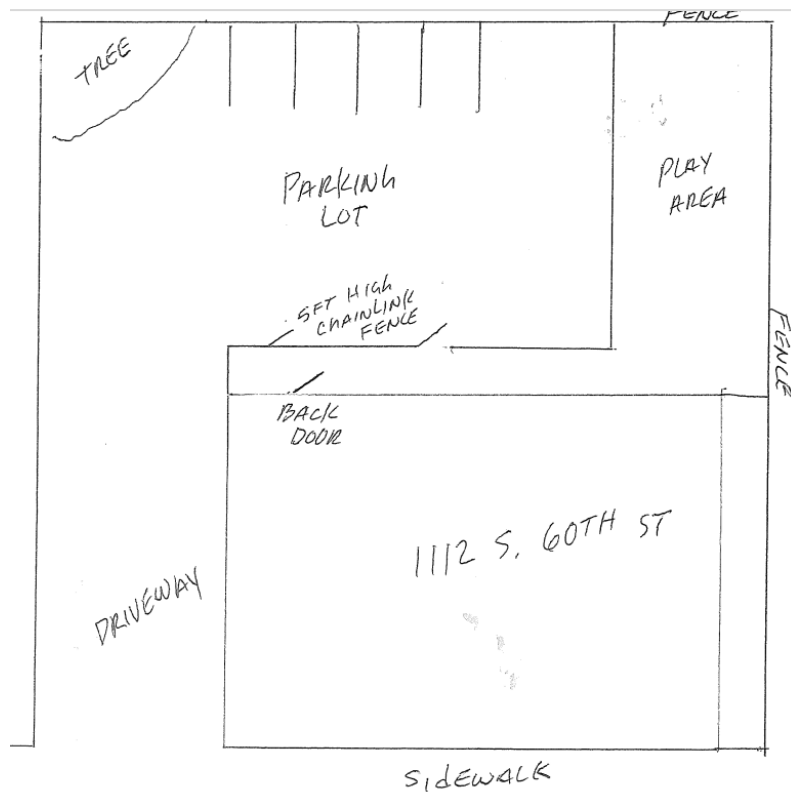 FENCE
TREE
PARKING
LOT
PLAY
AREA
5FT HIGH
CHAINLINK
FENCE
FENCE
BACK
DOOR
1112 S. 60TH ST
DRIVEWAY
SIDEWALK